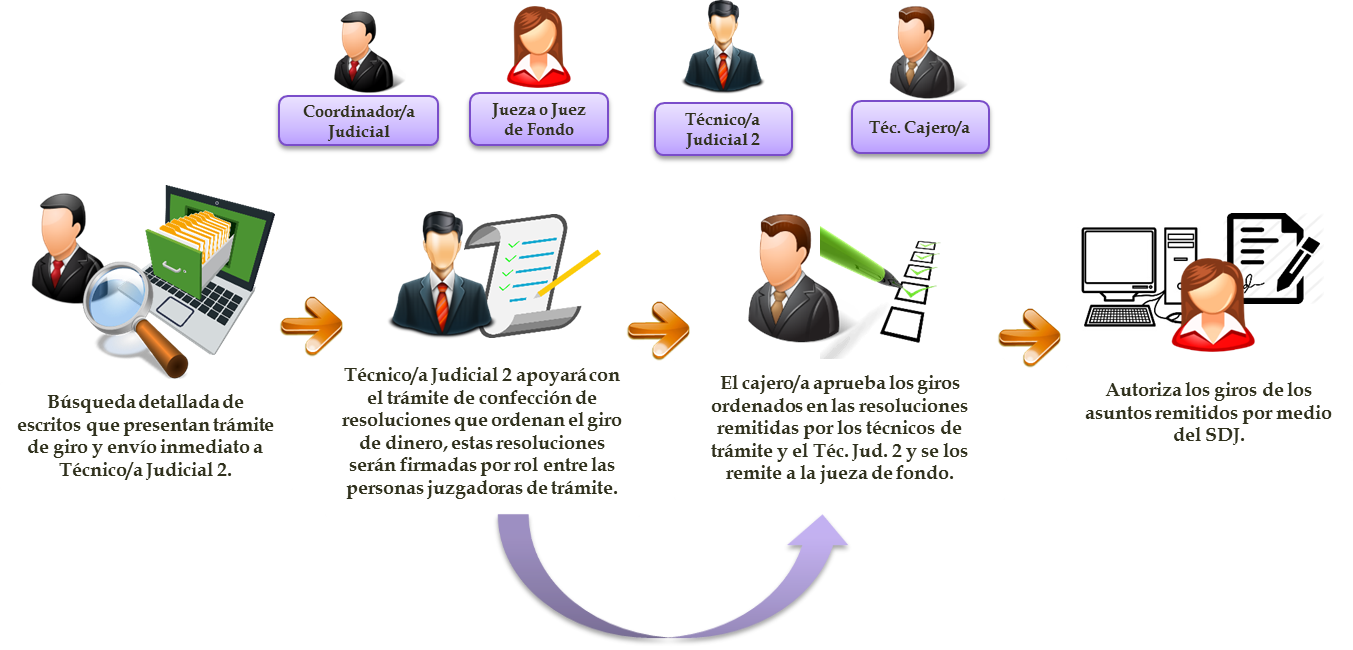 Coordinador/a
Judicial
Jueza o Juez
de Fondo
Técnico/a
Judicial 2
Téc. Cajero/a
Búsqueda detallada de
escritos que presentan trámite
de giro y envío inmediato a
Técnico/a Judicial 2.
Técnico/a Judicial 2 apoyará con
el trámite de confección de
resoluciones que ordenan el giro
de dinero, estas resoluciones
serán firmadas por rol entre las
personas juzgadoras de trámite.
El cajero/a aprueba los giros
ordenados en las resoluciones
remitidas por los técnicos de
trámite y el Téc. Jud. 2 y se los
remite a la jueza de fondo.
Autoriza los giros de los
asuntos remitidos por medio
del SDJ.